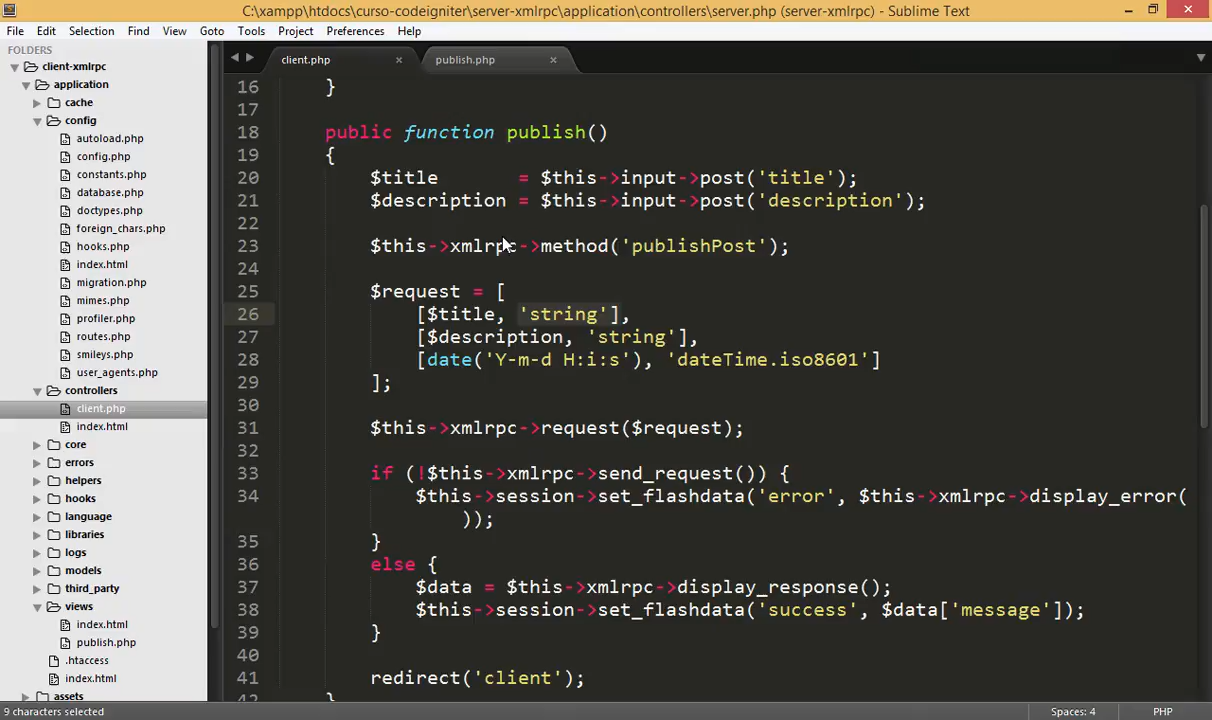 C:\xampp\htdocs\curso-codeigniter\server-xmlrpc\application\controllers\server.php (server-xmlrpc) - Sublime Text
File Edit Selection Find View Goto Tools Project Preferences Help
FOLDERS
client-xmlrpc
application
cache
config
autoload.php
config.php
constants.php
database.php
doctypes.php
foreign_chars.php
hooks.php
index.html
migration.php
mimes.php
profiler.php
routes.php
smileys.php
user_agents.php
controllers
client.php
index.html
core
errors
helpers
hooks
language
libraries
logs
models
third_party
views
index.html
publish.php
.htaccess
index.html
assets
client.php × publish.php ×
16 }
17
18 public function publish()
19 {
20 $title = $this->input->post('title');
21 $description = $this->input->post('description');
22
23 $this->xmlrpc->method('publishPost');
24
25 $request = [
26 [$title, 'string'],
27 [$description, 'string'],
28 [date('Y-m-d H:i:s'), 'dateTime.iso8601']
29 ];
30
31 $this->xmlrpc->request($request);
32
33 if (!$this->xmlrpc->send_request()) {
34 $this->session->set_flashdata('error', $this->xmlrpc->display_error(
));
35 }
36 else {
37 $data = $this->xmlrpc->display_response();
38 $this->session->set_flashdata('success', $data['message']);
39 }
40
41 redirect('client');
42 }
9 characters selected Spaces: 4 PHP